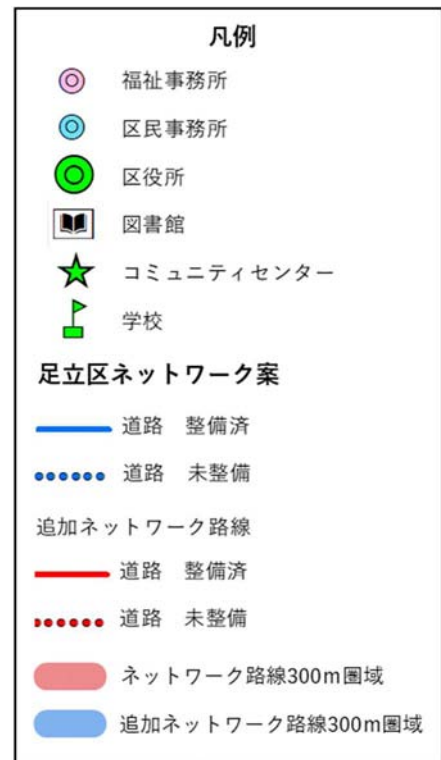 凡例
福祉事務所
区民事務所
区役所
図書館
コミュニティセンター
学校
足立区ネットワーク案
道路　整備済
道路　未整備
追加ネットワーク路線
道路　整備済
道路　未整備
ネットワーク路線300m圏域
追加ネットワーク路線300m圏域